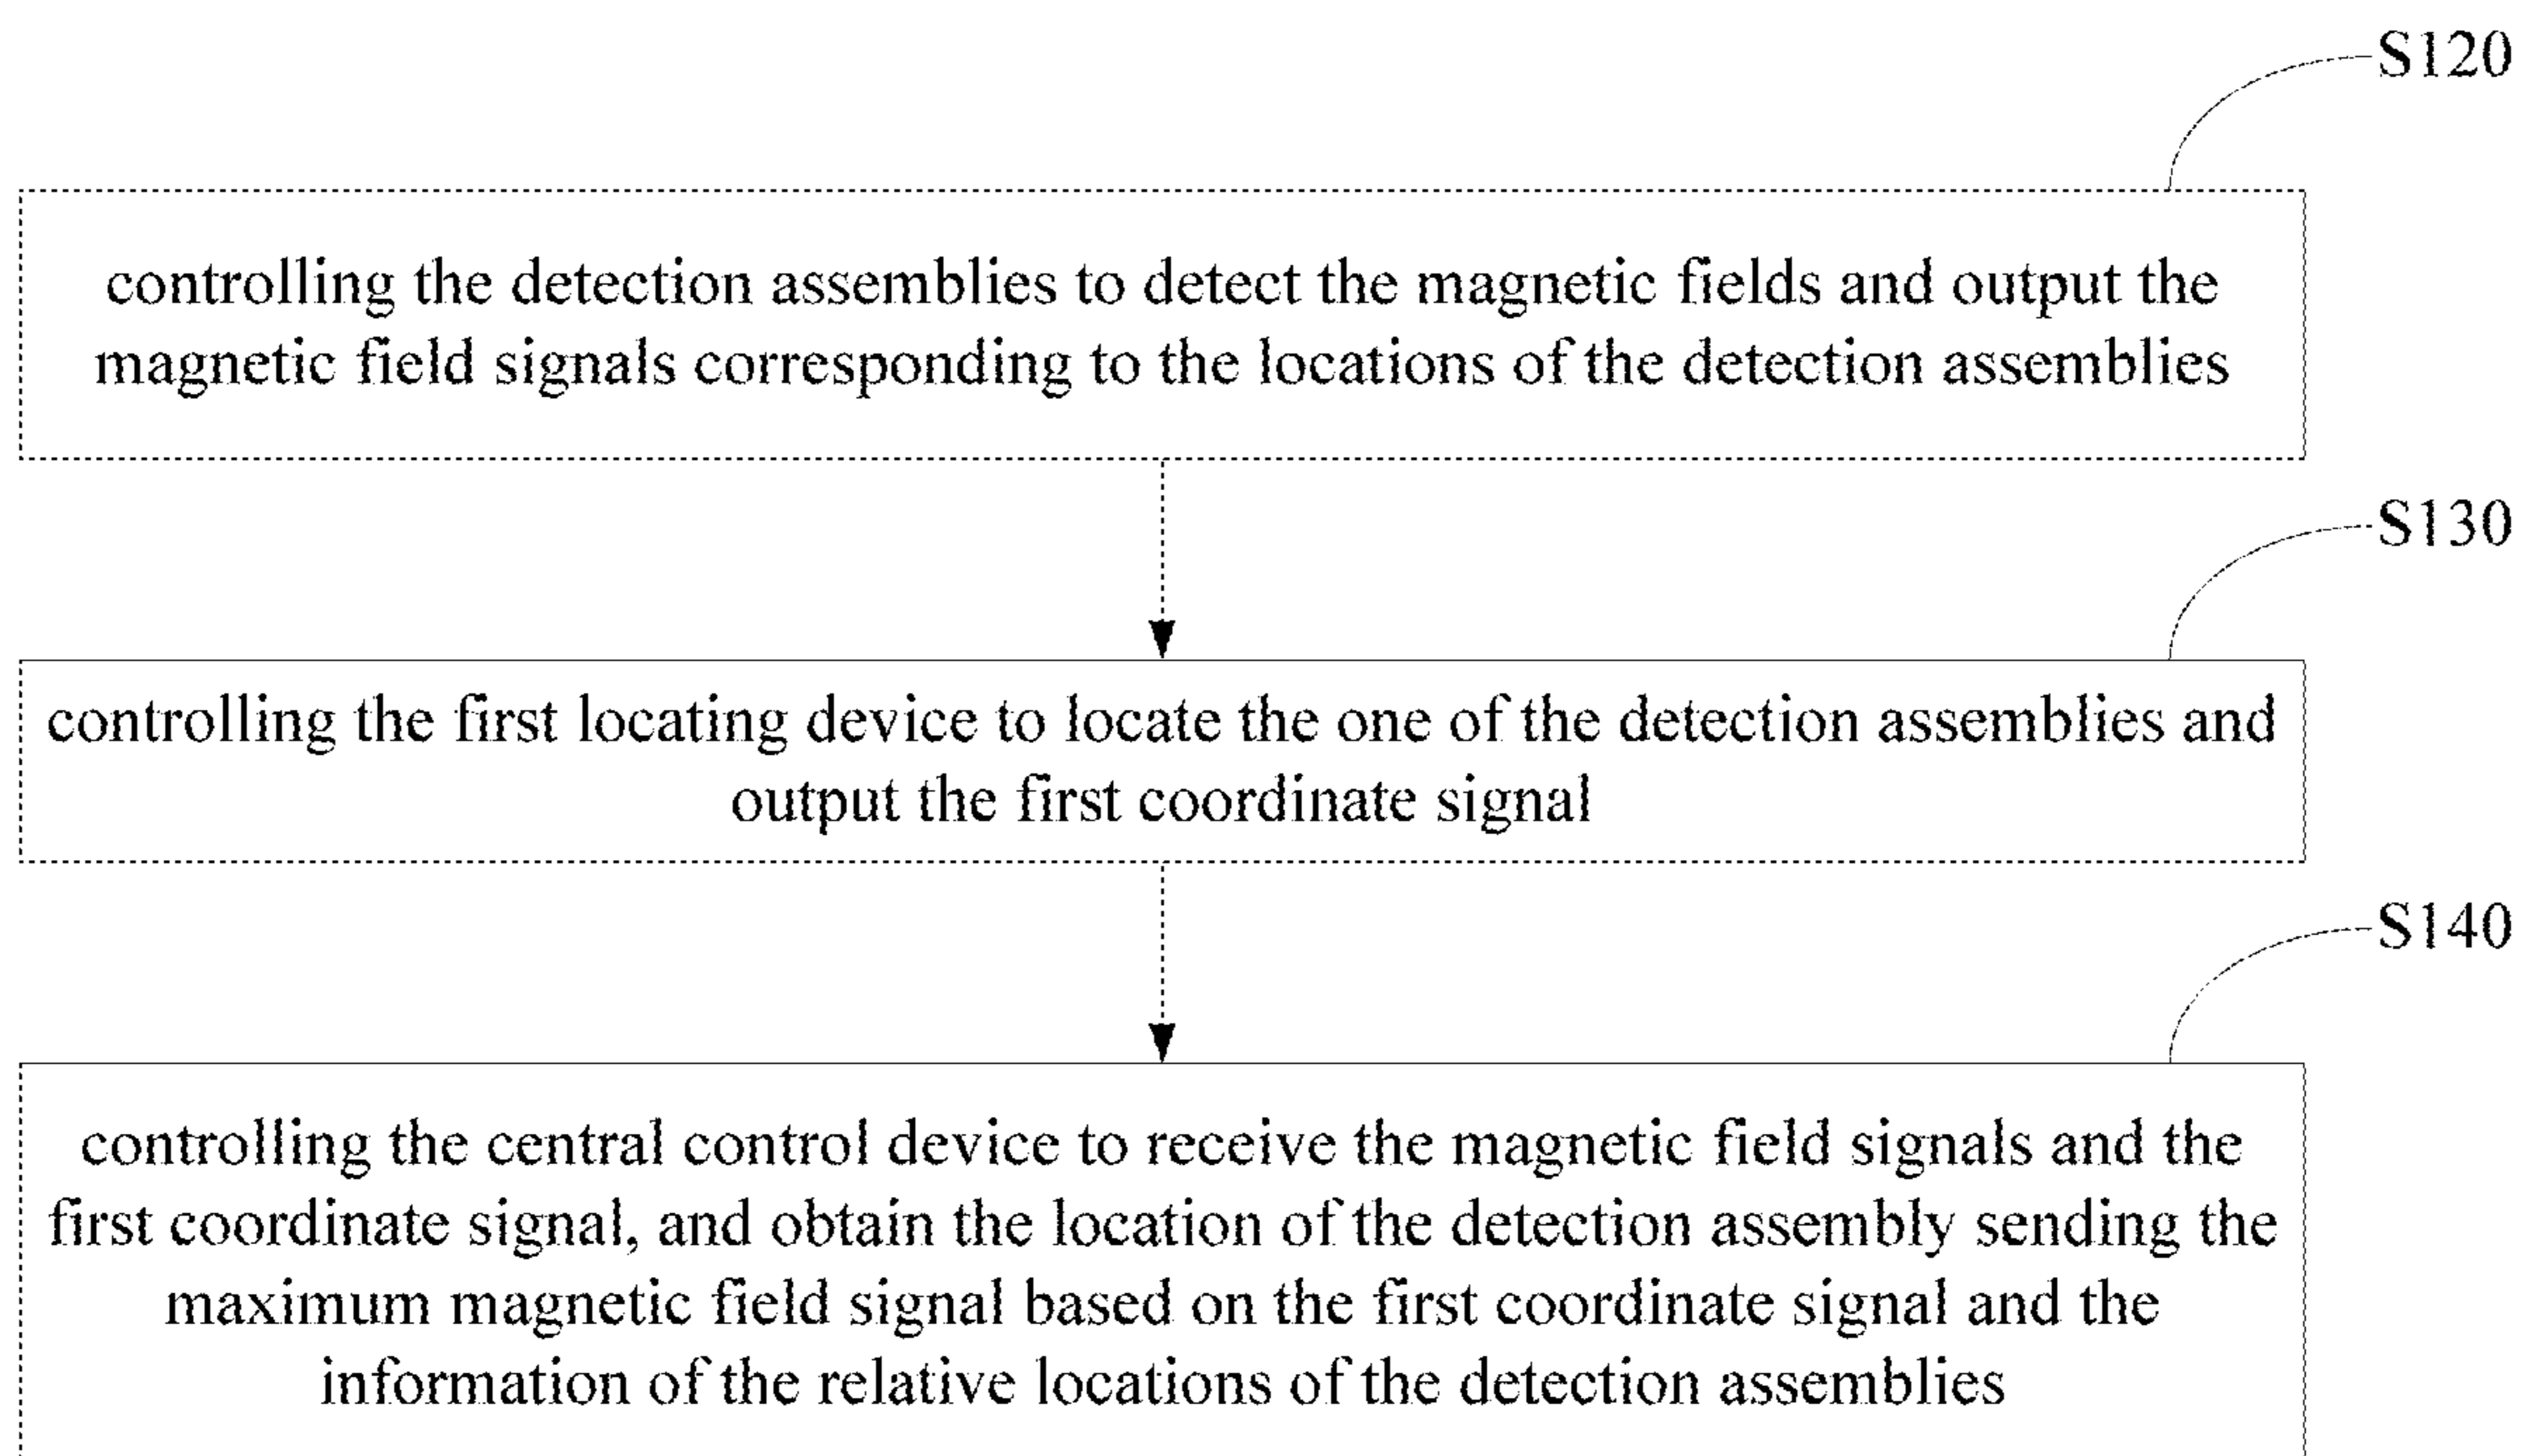 S120
controlling the detection assemblies to detect the magnetic fields and output the
magnetic field signals corresponding to the locations of the detection assemblies
S130
controlling the first locating device to locate the one of the detection assemblies and
output the first coordinate signal
S140
controlling the central control device to receive the magnetic field signals and the
first coordinate signal, and obtain the location of the detection assembly sending the
maximum magnetic field signal based on the first coordinate signal and the
information of the relative locations of the detection assemblies